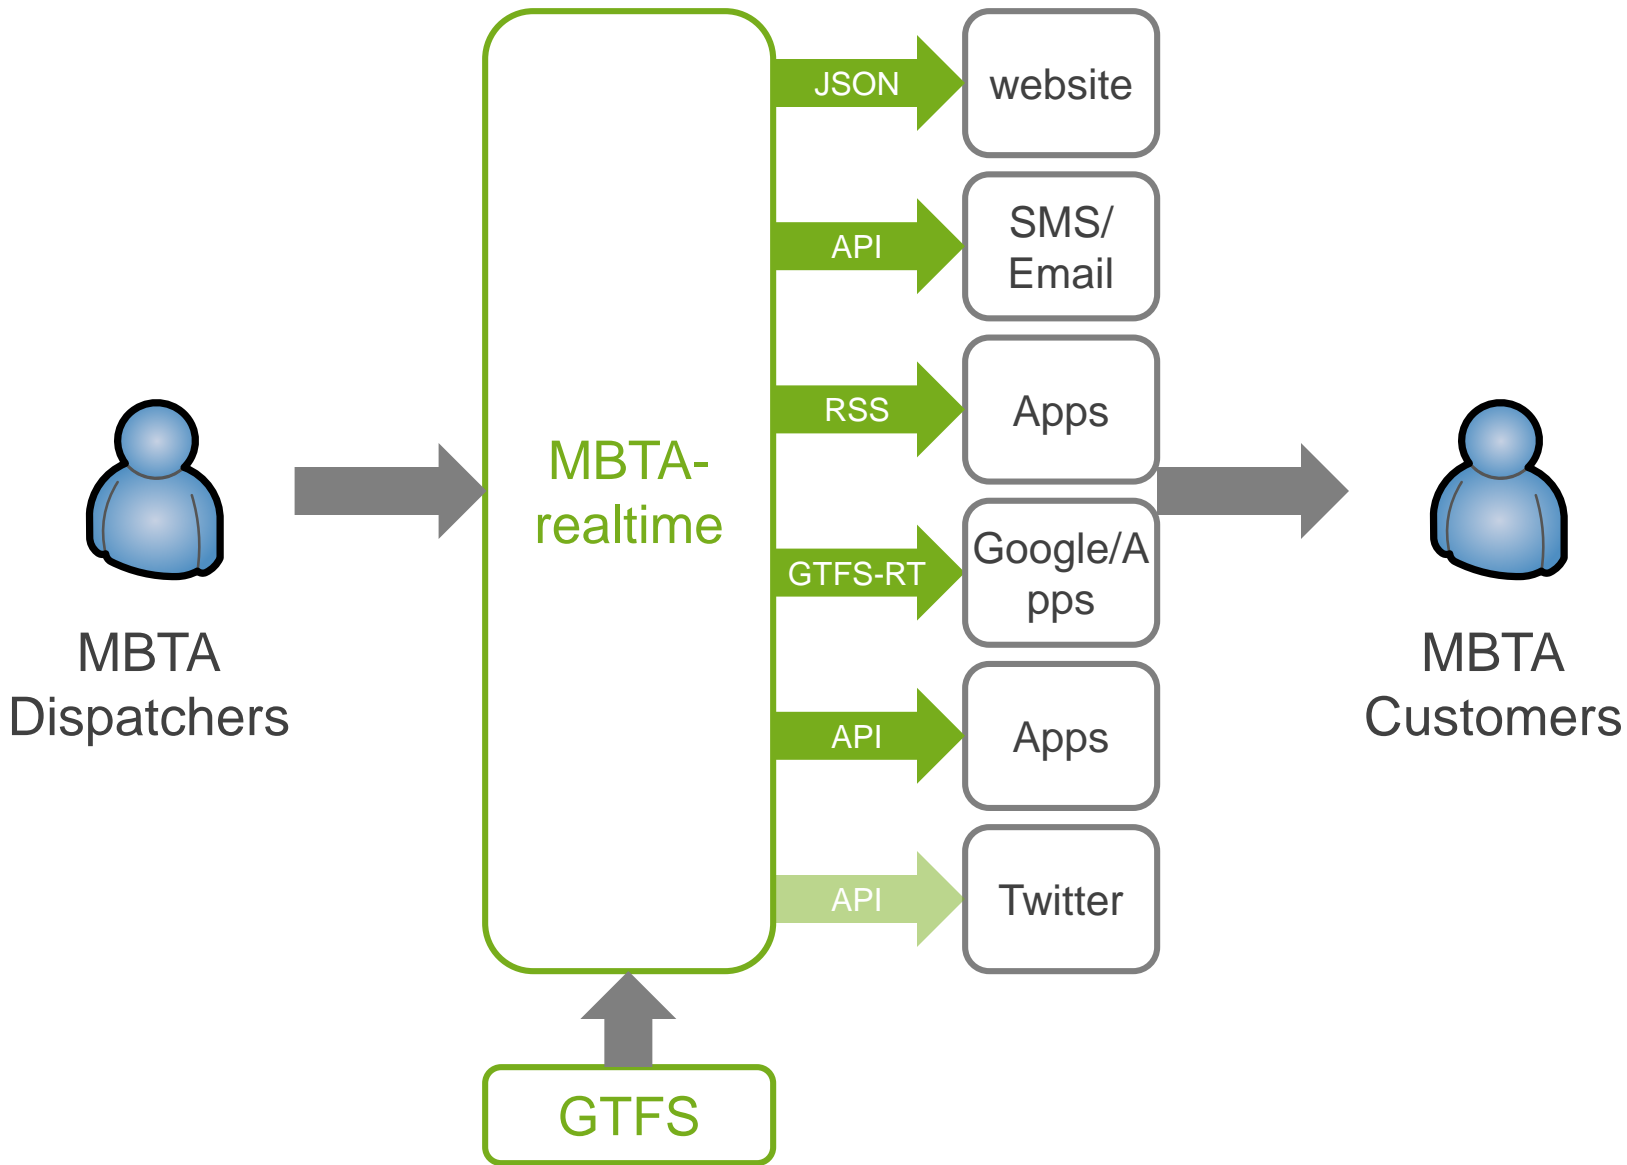 JSON
website
API
SMS/
Email
RSS
Apps
MBTA-
realtime
GTFS-RT
Google/A
pps
MBTA
Dispatchers
MBTA
Customers
API
Apps
API
Twitter
GTFS